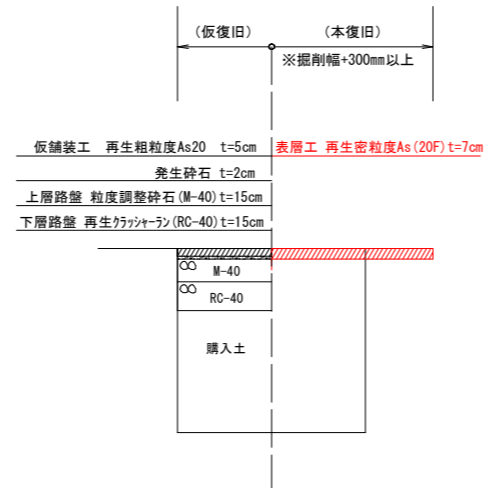 (仮復旧) (本復旧)
※掘削幅+300mm以上
仮舗装工 再生粗粒度As20 t=5cm 表層工 再生密粒度As(20F)t=7cm
発生砕石 t=2cm
上層路盤 粒度調整砕石(M-40)t=15cm
下層路盤 再生クラッシャーラン(RC-40)t=15cm
M-40
RC-40
購入土